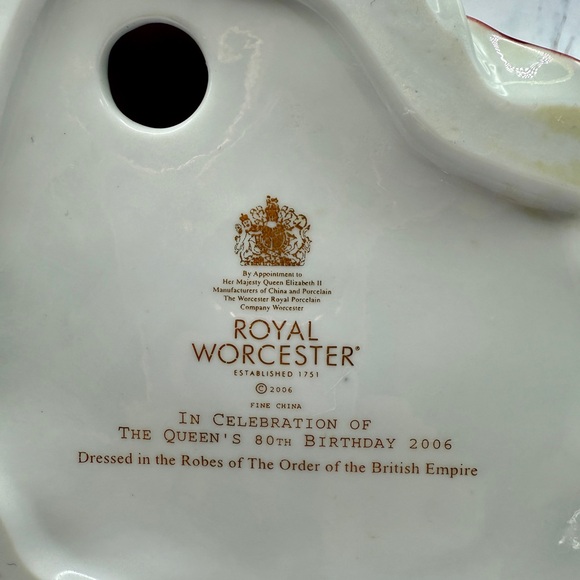 By Appointment to
Her Majesty Queen Elizabeth II
Manufacturers of China and Porcelain
The Worcester Royal Porcelain
Company Worcester
ROYAL
WORCESTER®
ESTABLISHED 1751
©2006
FINE CHINA
IN CELEBRATION OF
THE QUEEN'S 80TH BIRTHDAY 2006
Dressed in the Robes of The Order of the British Empire